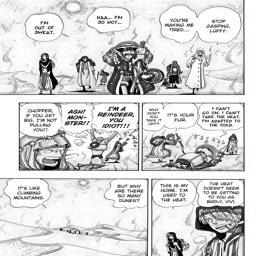 I'M
OUT OF
SWEAT.
HAA...
I'M
SO HOT...
YOU'RE
MAKING ME
TIRED...
STOP
GASPING,
LUFFY.
CHOPPER,
IF YOU GET
BIG, I'M NOT
PULLING
YOU!!
AGH!
MON-
STER!!
I'M A
REINDEER,
YOU
IDIOT!!!
WHY
DON'T
YOU
IT'S YOUR
FUR.
I CAN'T
GO ON. I CAN'T
TAKE THE HEAT.
I'M ADAPTED
TO THE
COLD.
IT'S
LIKE
CLIMBING
MOUNTAINS.
BUT WHY
ARE THERE
SO MANY
DUNES?
THIS IS MY
HOME. I'M
USED TO
THE HEAT.
THE HEAT
DOESN'T SEEM
TO BE GETTING
TO YOU AS
BADLY, VIVI.